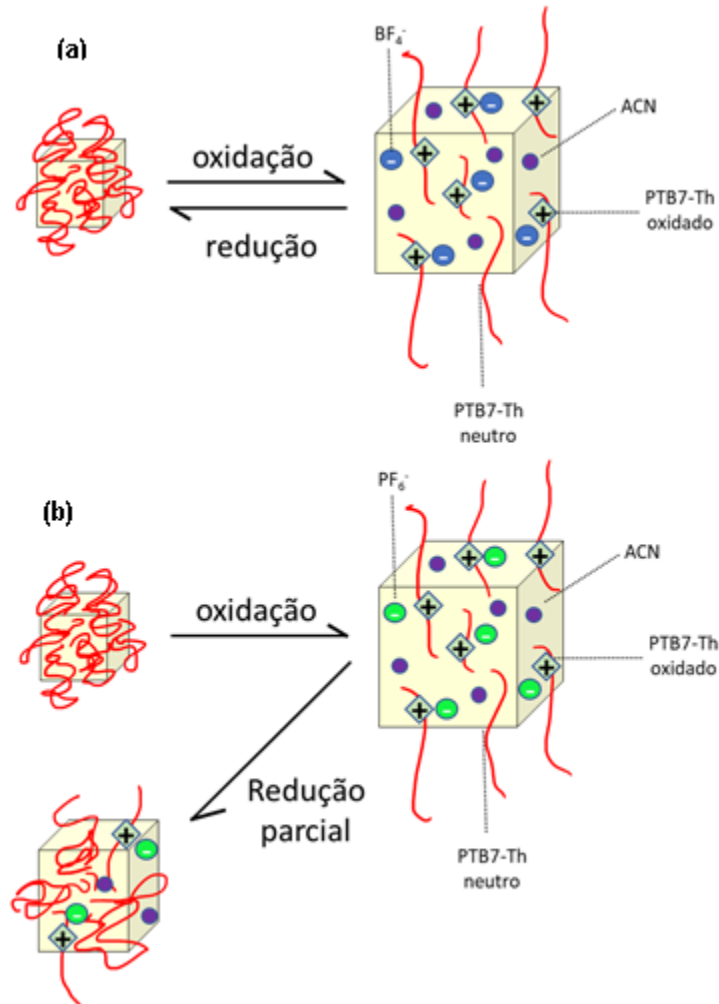 (a)
BF₄⁻
ACN
oxidação
redução
PTB7-Th
oxidado
PTB7-Th
neutro
(b)
PF₆⁻
ACN
oxidação
PTB7-Th
oxidado
Redução
parcial
PTB7-Th
neutro